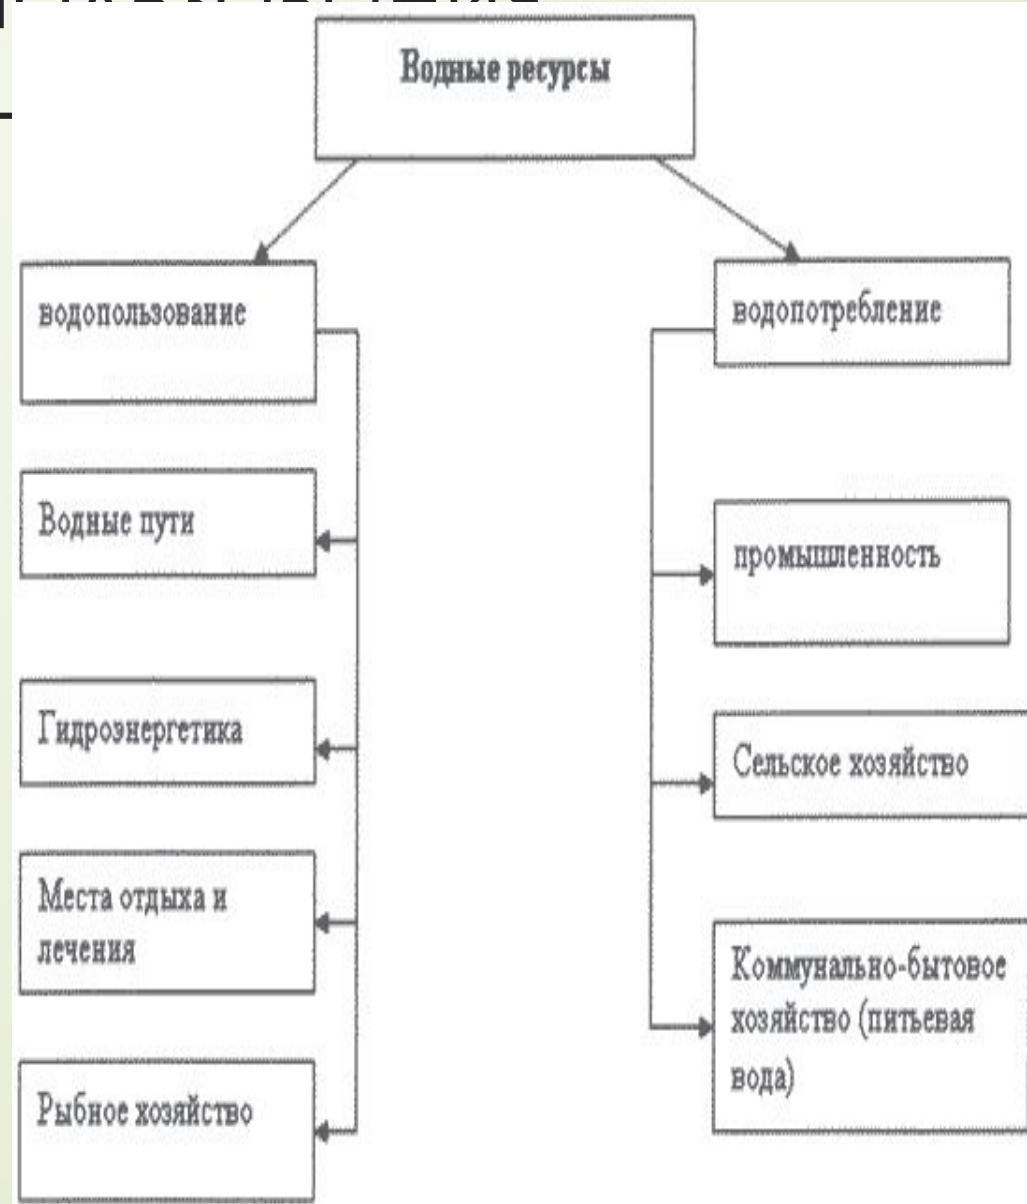 Водные ресурсы
водопользование
Водные пути
Гидроэнергетика
Места отдыха и
лечения
Рыбное хозяйство
водопотребление
промышленность
Сельское хозяйство
Коммунально-бытовое
хозяйство (питьевая
вода)